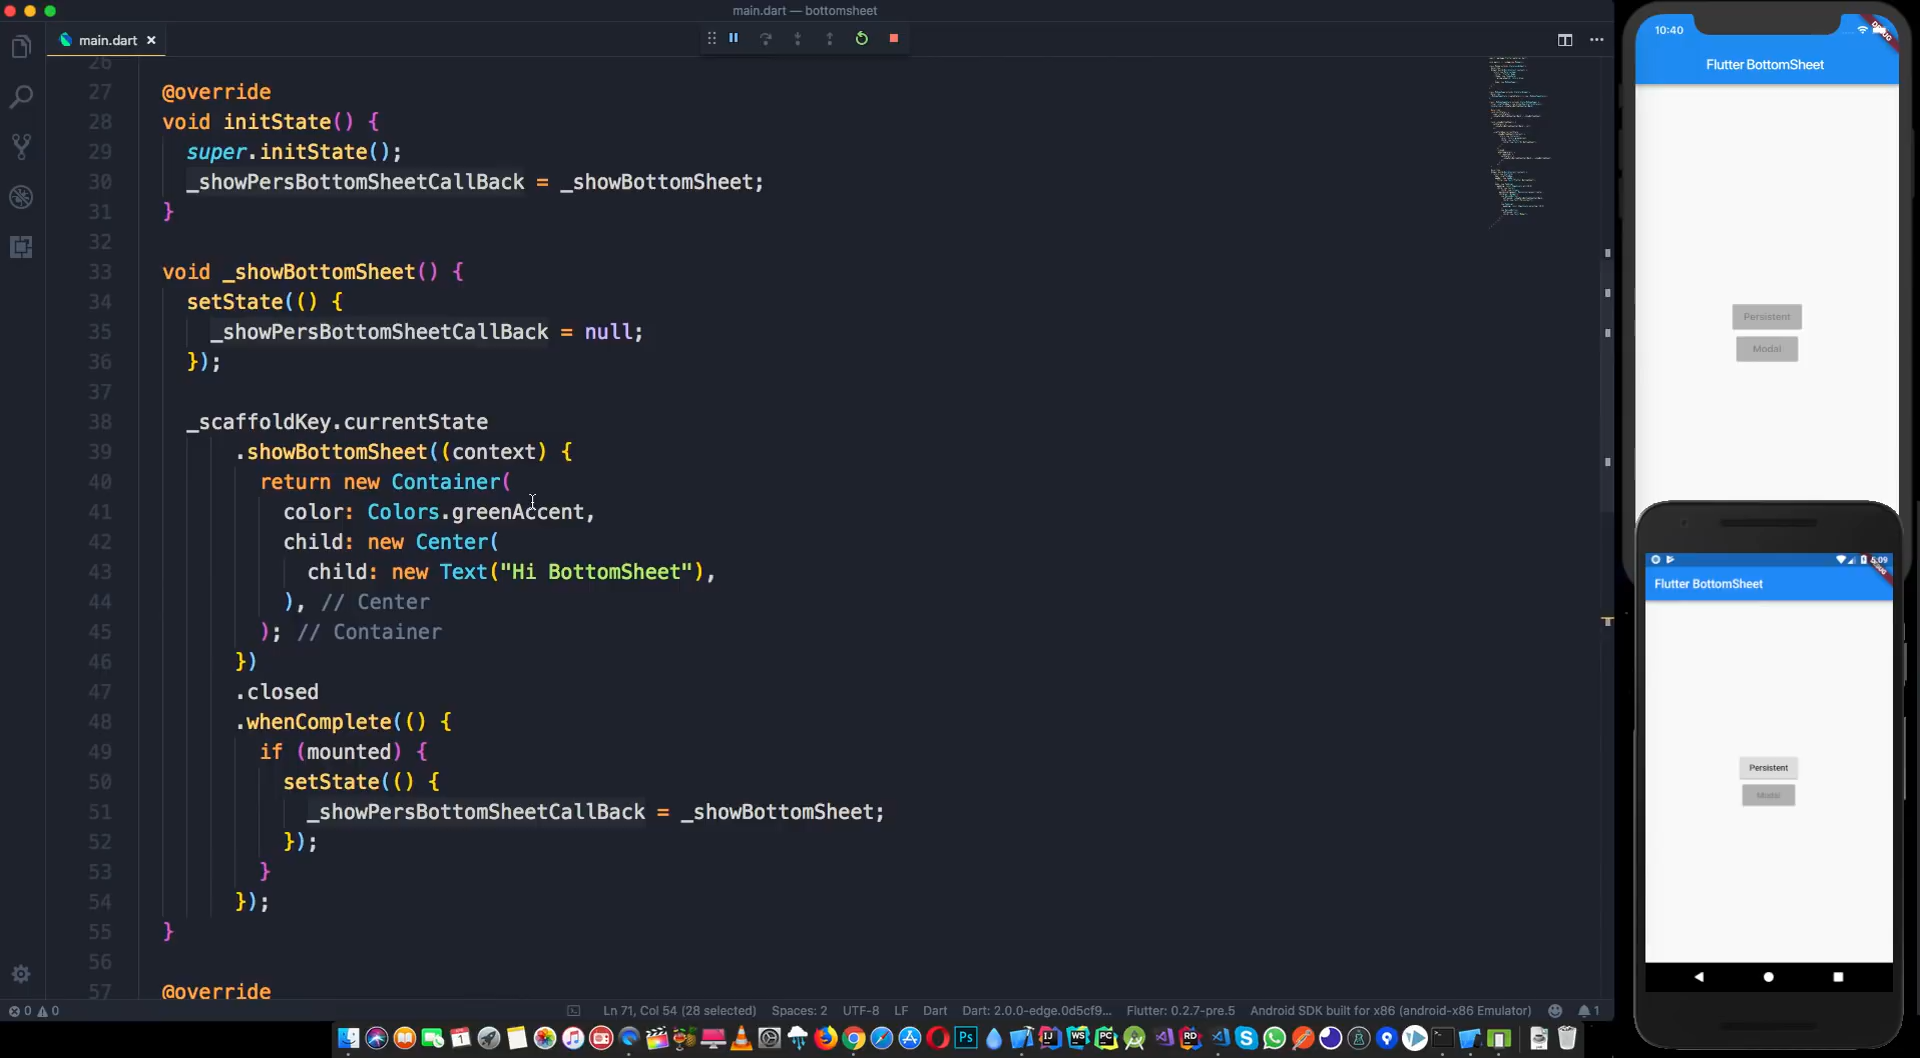 main.dart — bottomsheet
main.dart
26
27 @override
28 void initState() {
29 super.initState();
30 _showPersBottomSheetCallBack = _showBottomSheet;
31 }
32
33 void _showBottomSheet() {
34 setState(() {
35 _showPersBottomSheetCallBack = null;
36 });
37
38 _scaffoldKey.currentState
39 .showBottomSheet((context) {
40 return new Container(
41 color: Colors.greenAccent,
42 child: new Center(
43 child: new Text("Hi BottomSheet"),
44 ), // Center
45 ); // Container
46 })
47 .closed
48 .whenComplete(() {
49 if (mounted) {
50 setState(() {
51 _showPersBottomSheetCallBack = _showBottomSheet;
52 });
53 }
54 });
55 }
56
57 @override
0 0
Ln 71, Col 54 (28 selected)
Spaces: 2
UTF-8
LF
Dart
Dart: 2.0.0-edge.0d5cf9...
Flutter: 0.2.7-pre.5
Android SDK built for x86 (android-x86 Emulator)
1
10:40
DEBUG
Flutter BottomSheet
Persistent
Modal
5:09
Flutter BottomSheet
Persistent
Modal